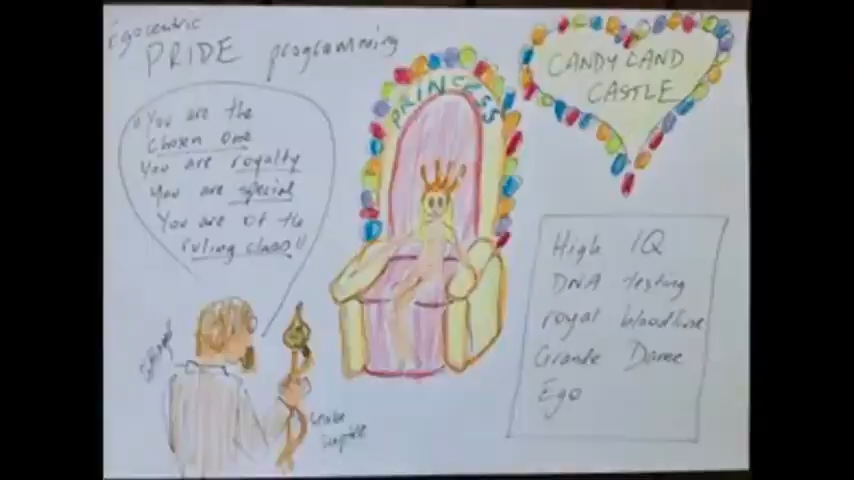 Egocentric
PRIDE programming
"You are the
chosen one
You are royalty
You are special
You are of the
ruling class"
PRINCESS
CANDY LAND
CASTLE
High IQ
DNA testing
royal bloodline
Grande Dame
Ego
snake